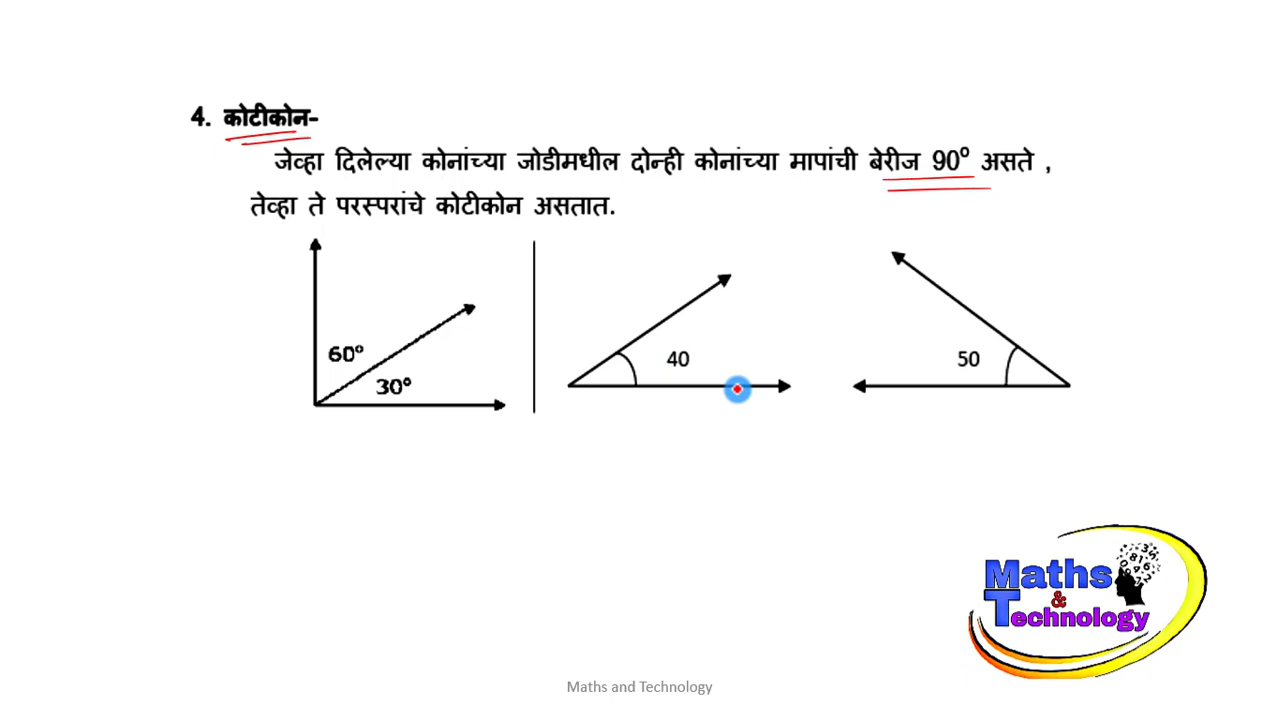 4. कोटीकोन-
जेव्हा दिलेल्या कोनांच्या जोडीमधील दोन्ही कोनांच्या मापांची बेरीज 90° असते ,
तेव्हा ते परस्परांचे कोटीकोन असतात.
60°
30°
40
50
Maths
&
Technology
Maths and Technology